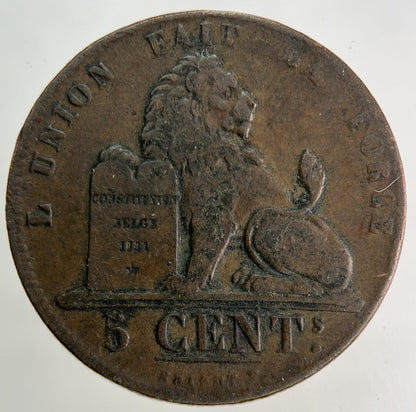 L'UNION FAIT LA FORCE
CONSTITUTION
BELGE
1831
5 CENTS.